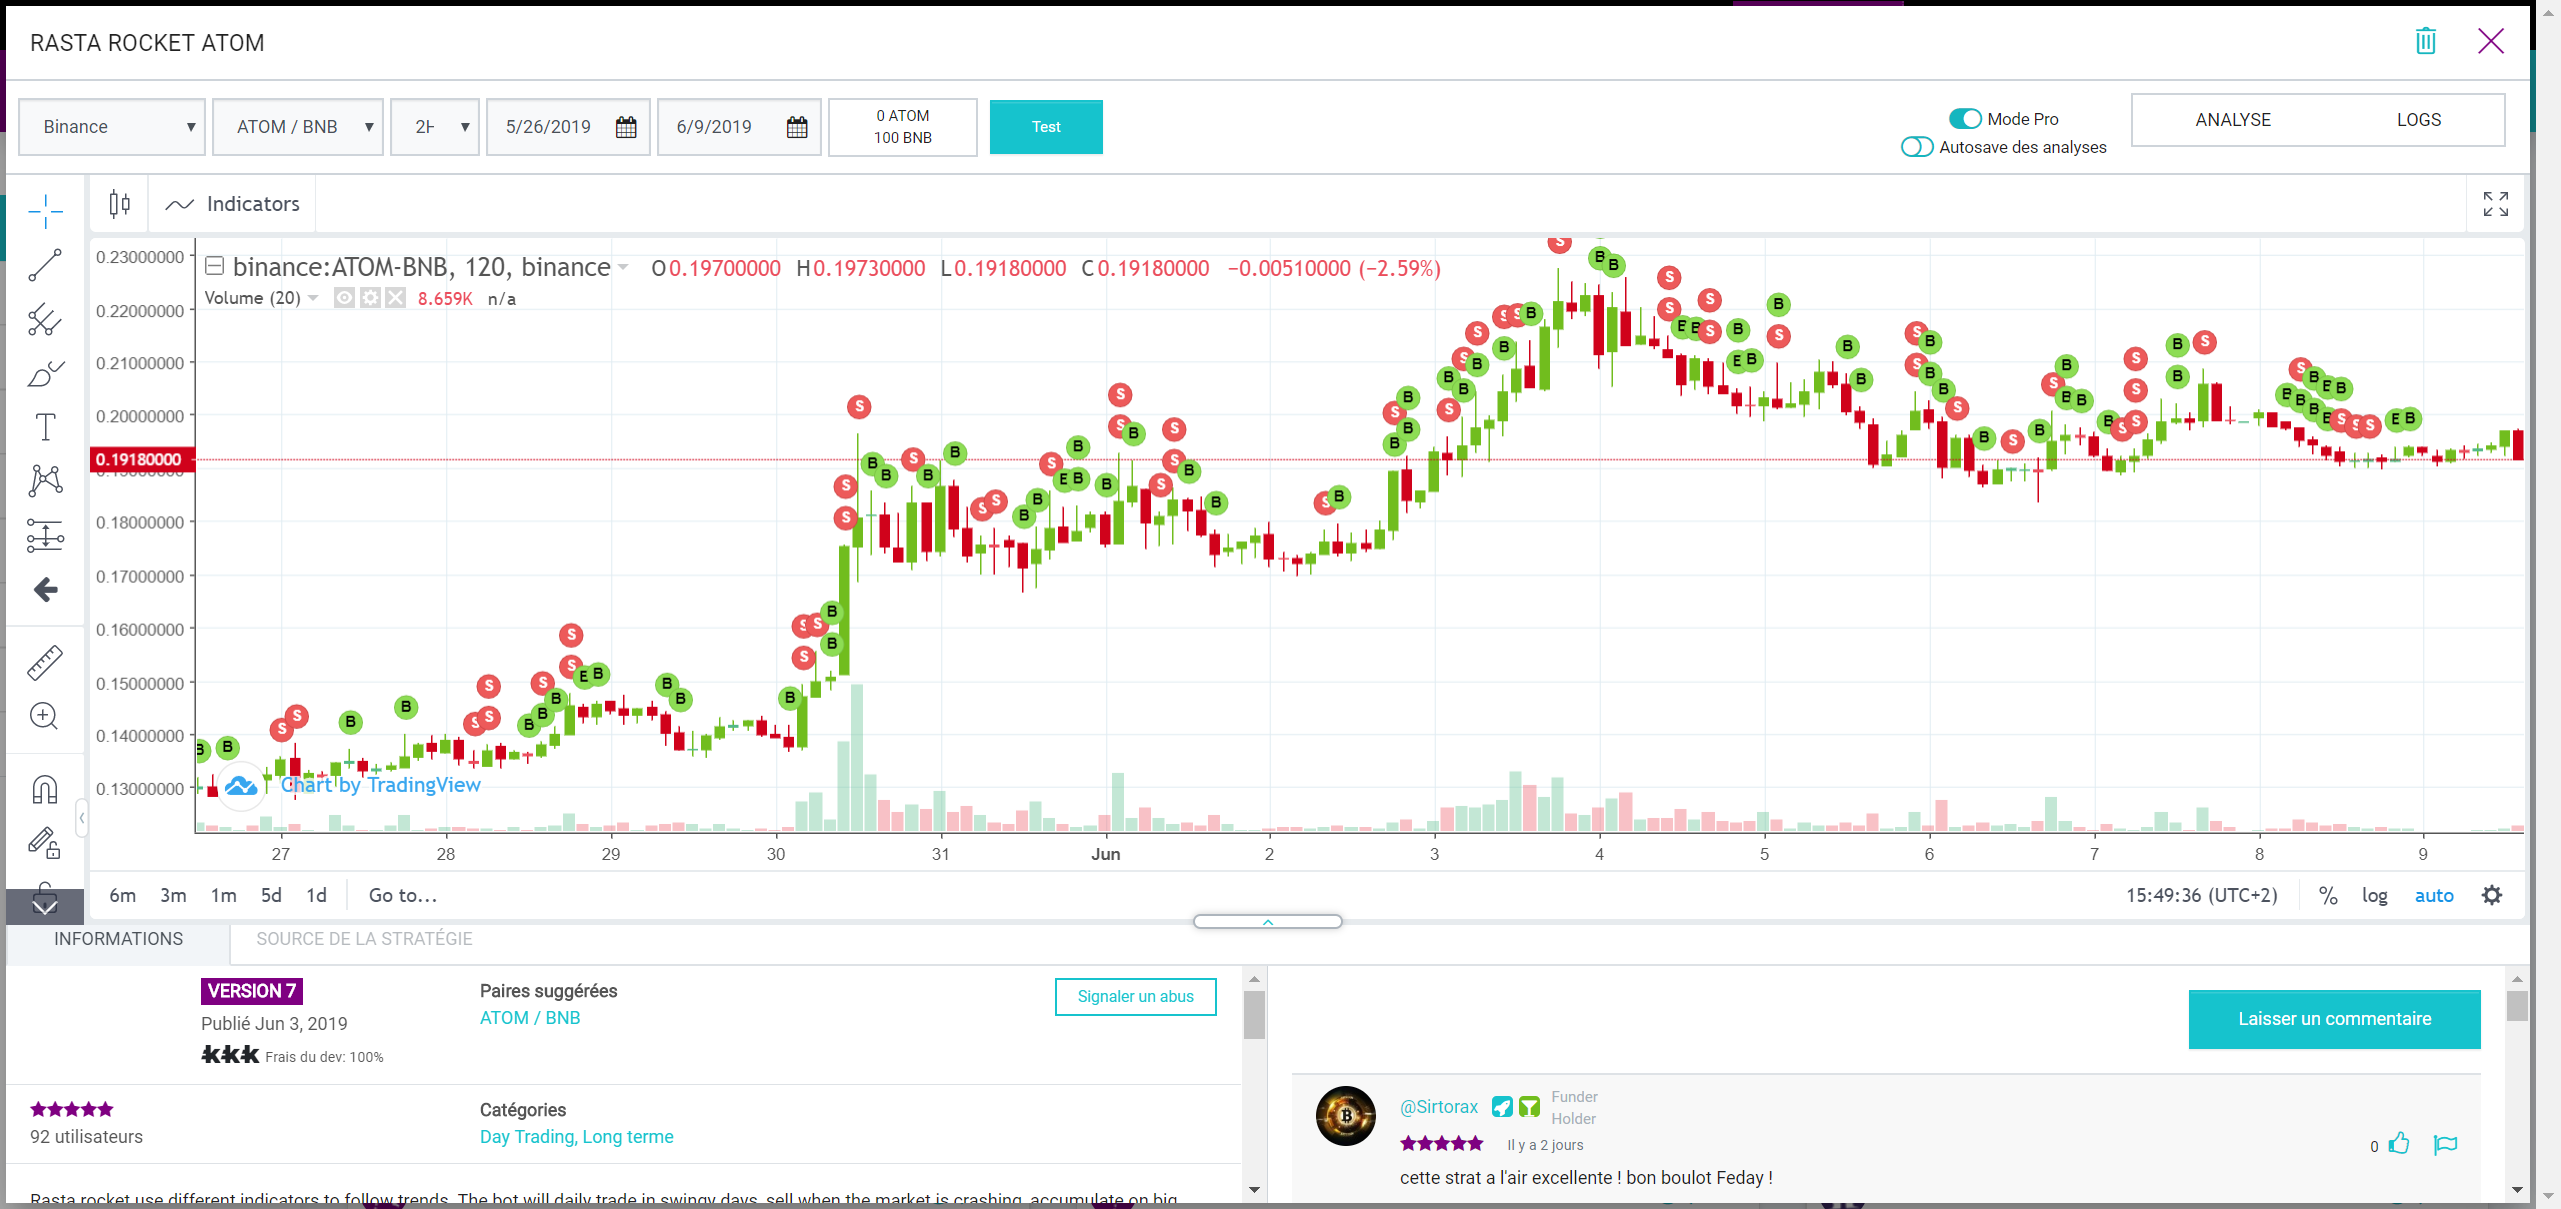 RASTA ROCKET ATOM
Binance
ATOM / BNB
5/26/2019
6/9/2019
0 ATOM
100 BNB
Test
Mode Pro
Autosave des analyses
ANALYSE
LOGS
Indicators
binance:ATOM-BNB, 120, binance O0.19700000 H0.19730000 L0.19180000 C0.19180000 −0.00510000 (−2.59%)
Volume (20) 8.659K n/a
0.23000000
0.22000000
0.21000000
0.20000000
0.19180000
0.18000000
0.17000000
0.16000000
0.15000000
0.14000000
0.13000000
Chart by TradingView
27 28 29 30 31 Jun 2 3 4 5 6 7 8 9
6m 3m 1m 5d 1d Go to...
15:49:36 (UTC+2) % log auto
INFORMATIONS
SOURCE DE LA STRATÉGIE
VERSION 7
Publié Jun 3, 2019
Frais du dev: 100%
Paires suggérées
ATOM / BNB
Signaler un abus
92 utilisateurs
Catégories
Day Trading, Long terme
Rasta rocket use different indicators to follow trends. The bot will daily trade in swingy days, sell when the market is crashing, accumulate on big
Laisser un commentaire
@Sirtorax
Funder
Holder
Il y a 2 jours
0
cette strat a l'air excellente ! bon boulot Feday !